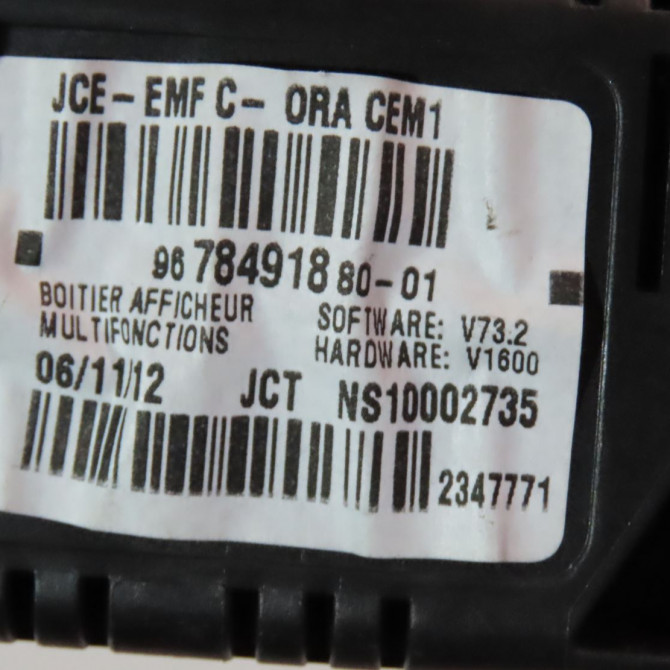 JCE-EMF C- ORA CEM1
96 784918 80-01
BOITIER AFFICHEUR
MULTIFONCTIONS
SOFTWARE: V73.2
HARDWARE: V1600
06/11/12 JCT NS10002735
2347771